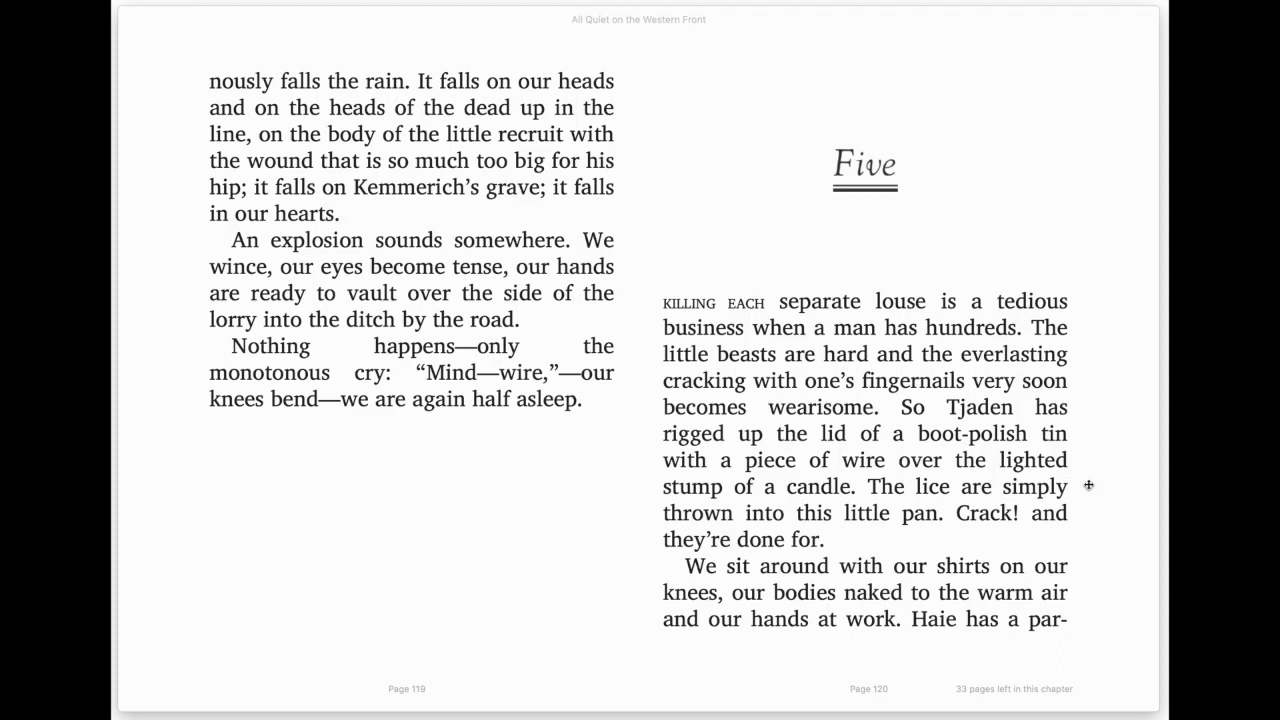 All Quiet on the Western Front
nously falls the rain. It falls on our heads
and on the heads of the dead up in the
line, on the body of the little recruit with
the wound that is so much too big for his
hip; it falls on Kemmerich’s grave; it falls
in our hearts.
An explosion sounds somewhere. We
wince, our eyes become tense, our hands
are ready to vault over the side of the
lorry into the ditch by the road.
Nothing happens—only the
monotonous cry: “Mind—wire,”—our
knees bend—we are again half asleep.
Page 119
Five
KILLING EACH separate louse is a tedious
business when a man has hundreds. The
little beasts are hard and the everlasting
cracking with one’s fingernails very soon
becomes wearisome. So Tjaden has
rigged up the lid of a boot-polish tin
with a piece of wire over the lighted
stump of a candle. The lice are simply
thrown into this little pan. Crack! and
they’re done for.
We sit around with our shirts on our
knees, our bodies naked to the warm air
and our hands at work. Haie has a par-
Page 120
33 pages left in this chapter